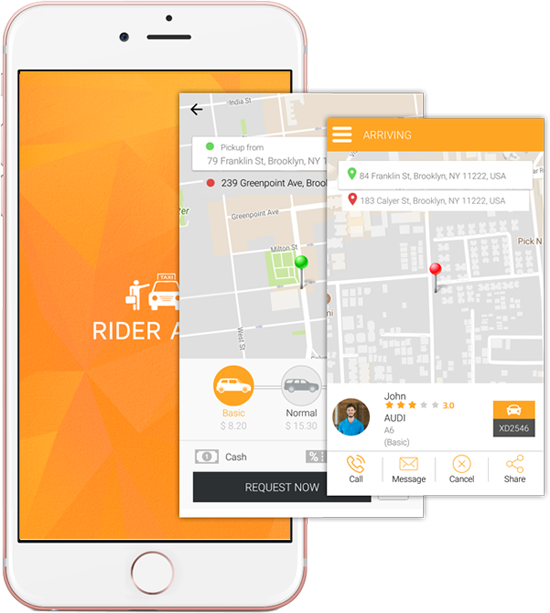 TAXI
RIDER A
India St
Pickup from
79 Franklin St, Brooklyn, NY
239 Greenpoint Ave, Brook
Greenpoint Ave
Milton St
West St
Basic
$ 8.20
Normal
$ 15.30
Cash
%
REQUEST NOW
ARRIVING
84 Franklin St, Brooklyn, NY 11222, USA
183 Calyer St, Brooklyn, NY 11222, USA
Pick N
John
3.0
AUDI
A6
(Basic)
XD2546
Call
Message
Cancel
Share